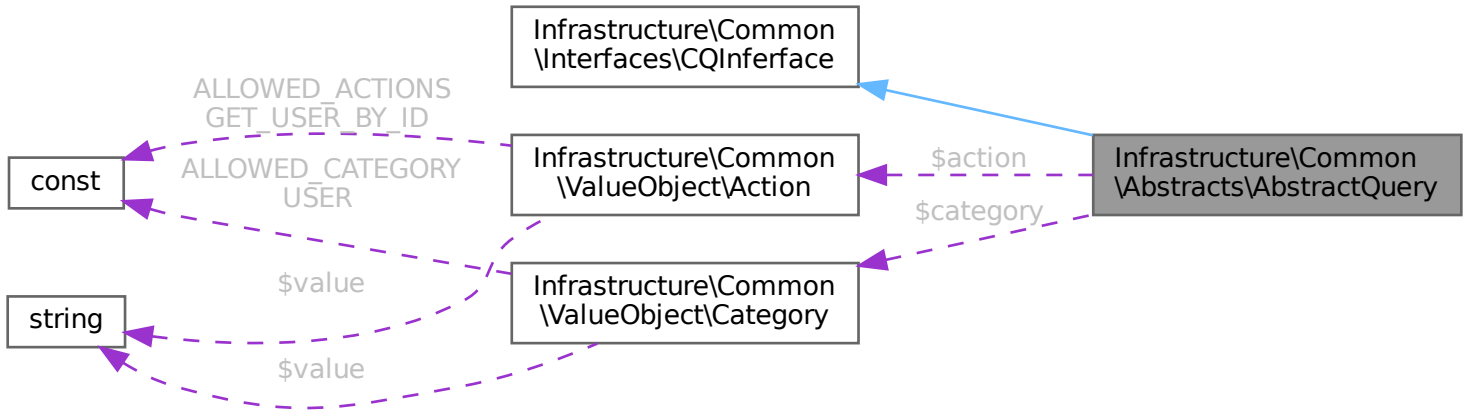 Infrastructure\Common
\Interfaces\CQInferface
ALLOWED_ACTIONS
GET_USER_BY_ID
const
ALLOWED_CATEGORY
USER
Infrastructure\Common
\ValueObject\Action
$action
Infrastructure\Common
\Abstracts\AbstractQuery
$category
$value
Infrastructure\Common
\ValueObject\Category
string
$value